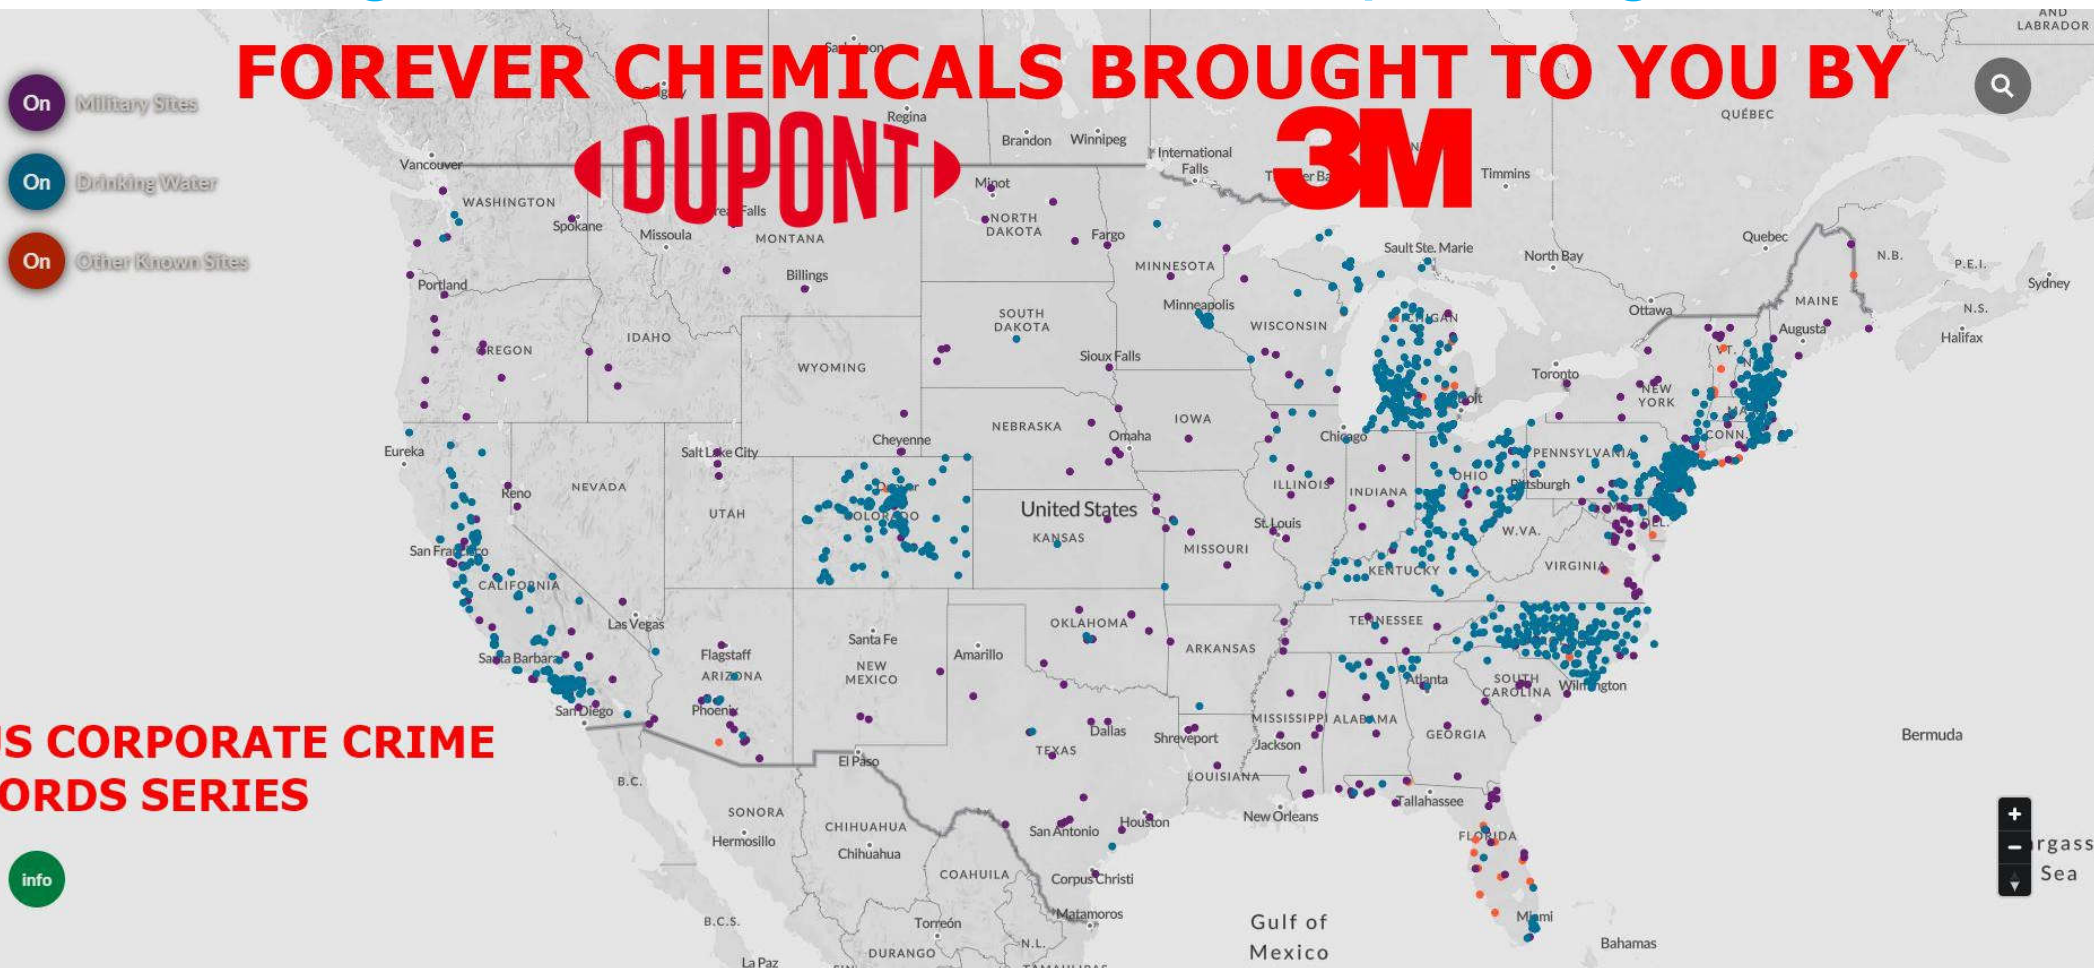 FOREVER CHEMICALS BROUGHT TO YOU BY
DUPONT
3M
On Military Sites
On Drinking Water
On Other Known Sites
AND
LABRADOR
QUÉBEC
Regina
Brandon
Winnipeg
Vancouver
International
Falls
Timmins
Minot
WASHINGTON
Spokane
Missoula
MONTANA
NORTH
DAKOTA
Fargo
Sault Ste. Marie
North Bay
Quebec
N.B.
P.E.I.
Sydney
Billings
MINNESOTA
Portland
Minneapolis
MAINE
Ottawa
N.S.
SOUTH
DAKOTA
WISCONSIN
Augusta
Halifax
IDAHO
OREGON
Sioux Falls
WYOMING
Toronto
VT.
NEW
YORK
IOWA
NEBRASKA
Omaha
Chicago
CONN.
Cheyenne
Eureka
Salt Lake City
PENNSYLVANIA
Reno
NEVADA
OHIO
Pittsburgh
ILLINOIS
INDIANA
UTAH
COLORADO
United States
St. Louis
DEL.
W.VA.
KANSAS
MISSOURI
San Francisco
CALIFORNIA
KENTUCKY
VIRGINIA
Las Vegas
OKLAHOMA
TENNESSEE
Santa Fe
Flagstaff
Amarillo
ARKANSAS
Santa Barbara
ARIZONA
NEW
MEXICO
Atlanta
SOUTH
CAROLINA
Wilmington
San Diego
Phoenix
MISSISSIPPI
ALABAMA
Dallas
Shreveport
Jackson
GEORGIA
Bermuda
TEXAS
El Paso
US CORPORATE CRIME
ORDS SERIES
B.C.
LOUISIANA
SONORA
Tallahassee
CHIHUAHUA
San Antonio
Houston
New Orleans
Hermosillo
FLORIDA
Chihuahua
info
COAHUILA
Corpus Christi
rgass
Sea
B.C.S.
Torreón
Matamoros
Gulf of
Mexico
Miami
N.L.
DURANGO
Bahamas
La Paz